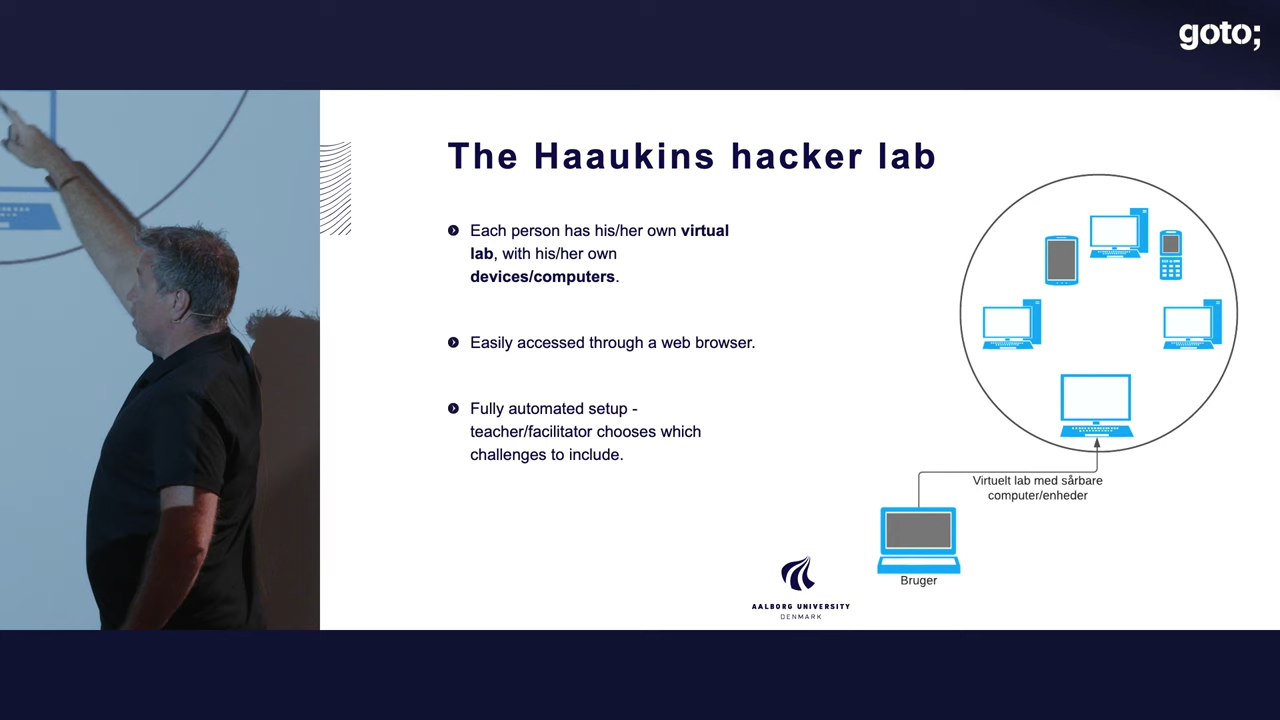 goto;
The Haaukins hacker lab
Each person has his/her own virtual
lab, with his/her own
devices/computers.
Easily accessed through a web browser.
Fully automated setup -
teacher/facilitator chooses which
challenges to include.
Virtuelt lab med sårbare
computer/enheder
Bruger
AALBORG UNIVERSITY
DENMARK